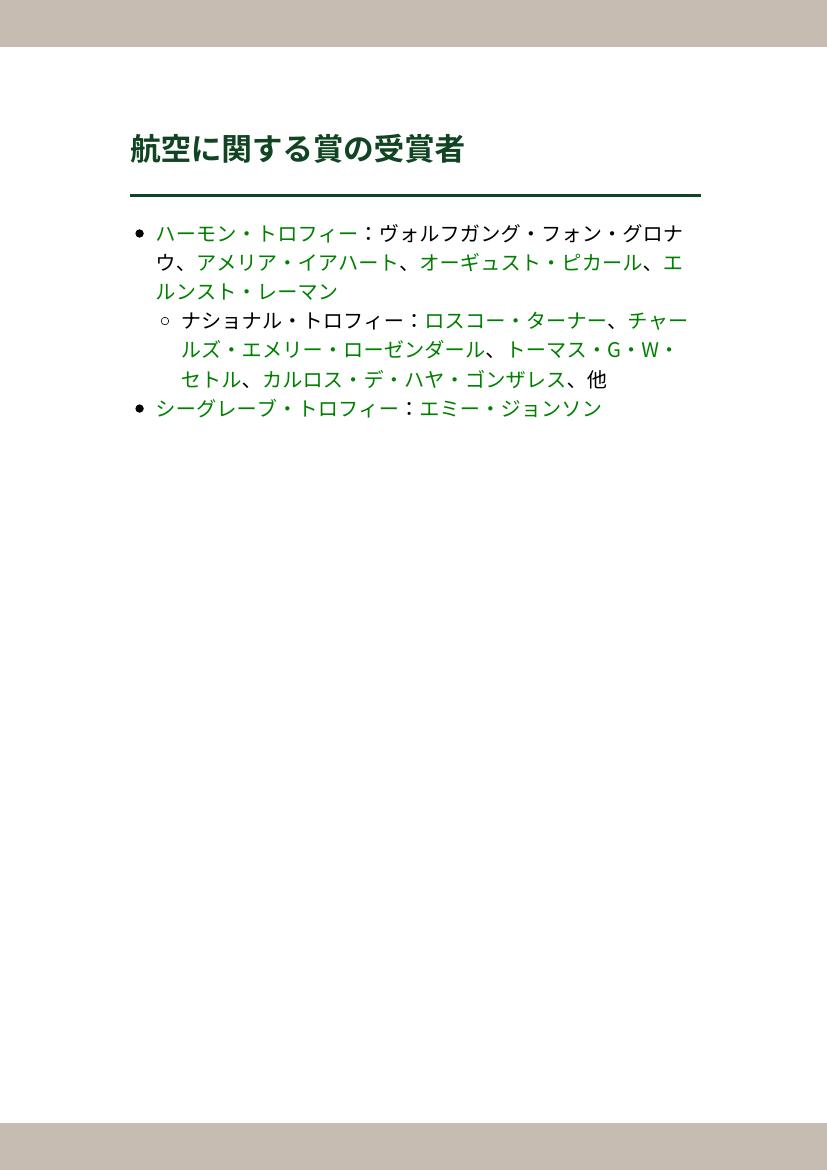 航空に関する賞の受賞者
ハーモン・トロフィー：ヴォルフガング・フォン・グロナ
ウ、アメリア・イアハート、オーギュスト・ピカール、エ
ルンスト・レーマン
ナショナル・トロフィー：ロスコー・ターナー、チャー
ルズ・エメリー・ローゼンダール、トーマス・G・W・
セトル、カルロス・デ・ハヤ・ゴンザレス、他
シーグレーブ・トロフィー：エミー・ジョンソン